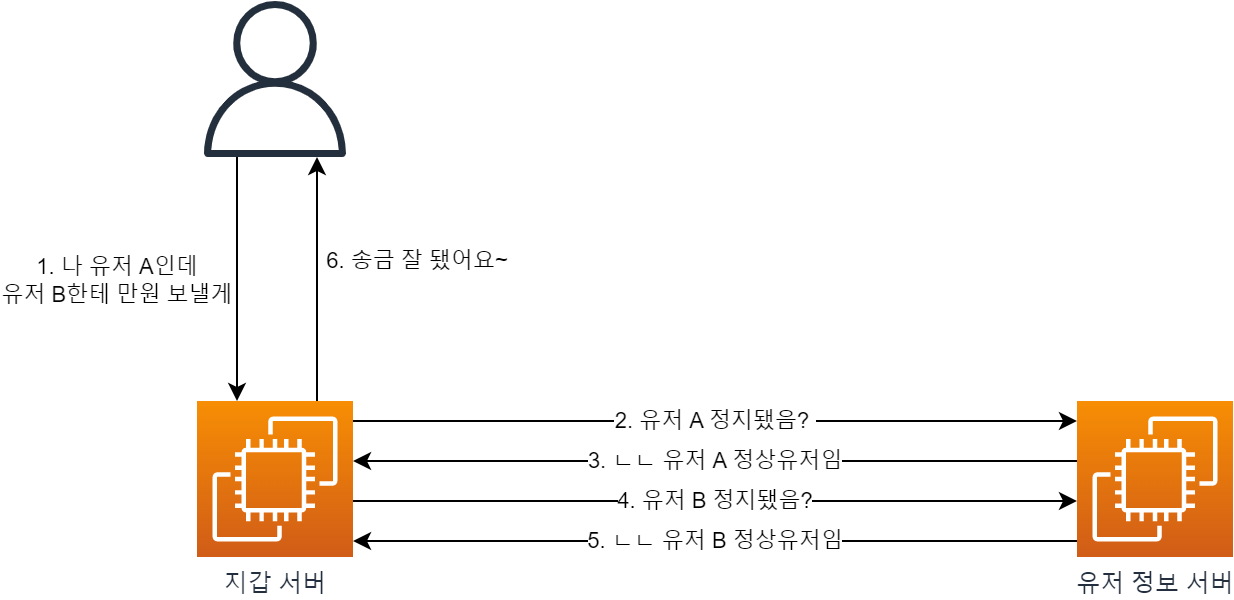 1. 나 유저 A인데
유저 B한테 만원 보낼게
6. 송금 잘 됐어요~
2. 유저 A 정지됐음?
3. ㄴㄴ 유저 A 정상유저임
4. 유저 B 정지됐음?
5. ㄴㄴ 유저 B 정상유저임
지갑 서버
유저 정보 서버